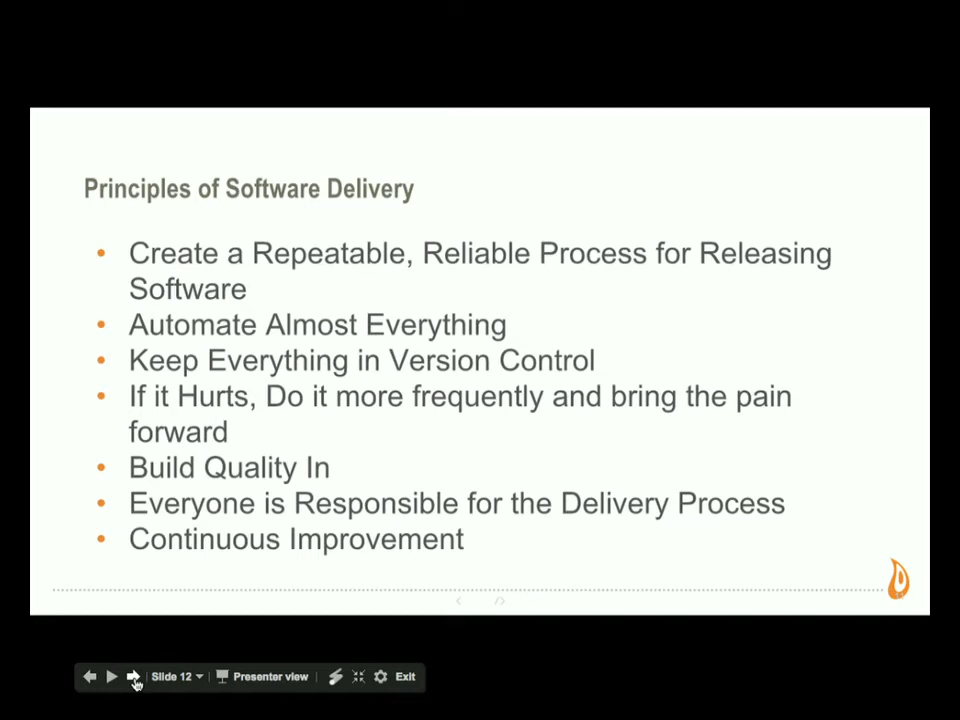 Principles of Software Delivery
• Create a Repeatable, Reliable Process for Releasing
Software
• Automate Almost Everything
• Keep Everything in Version Control
• If it Hurts, Do it more frequently and bring the pain
forward
• Build Quality In
• Everyone is Responsible for the Delivery Process
• Continuous Improvement
Slide 12 Presenter view Exit